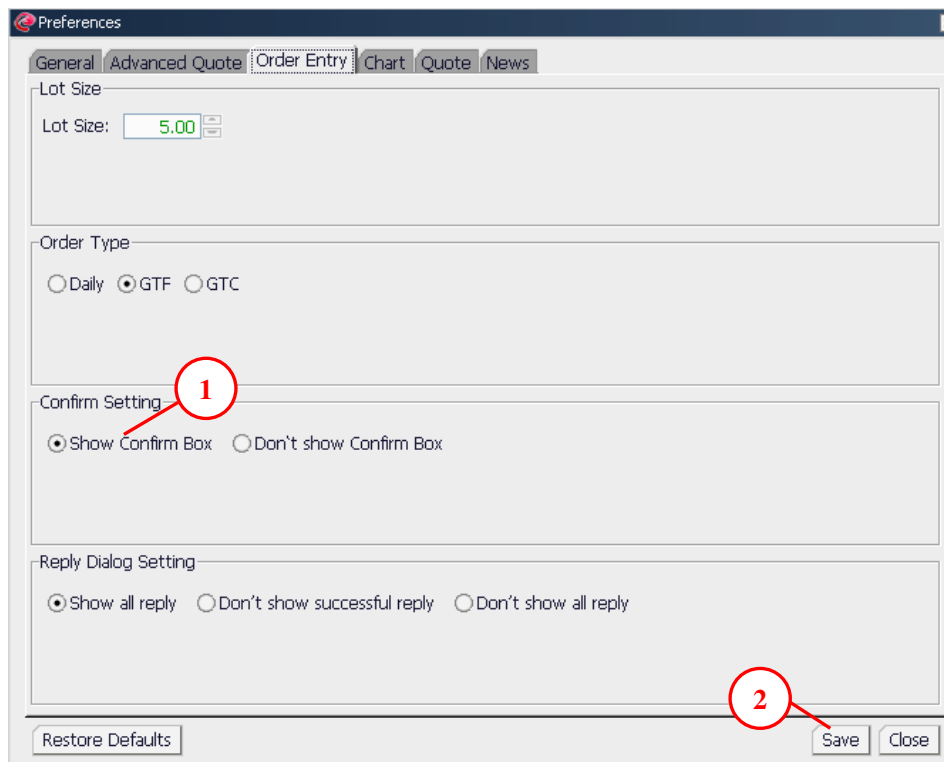 Preferences
General Advanced Quote Order Entry Chart Quote News
Lot Size
Lot Size: 5.00
Order Type
Daily GTF GTC
1
Confirm Setting
Show Confirm Box Don't show Confirm Box
Reply Dialog Setting
Show all reply Don't show successful reply Don't show all reply
2
Restore Defaults Save Close